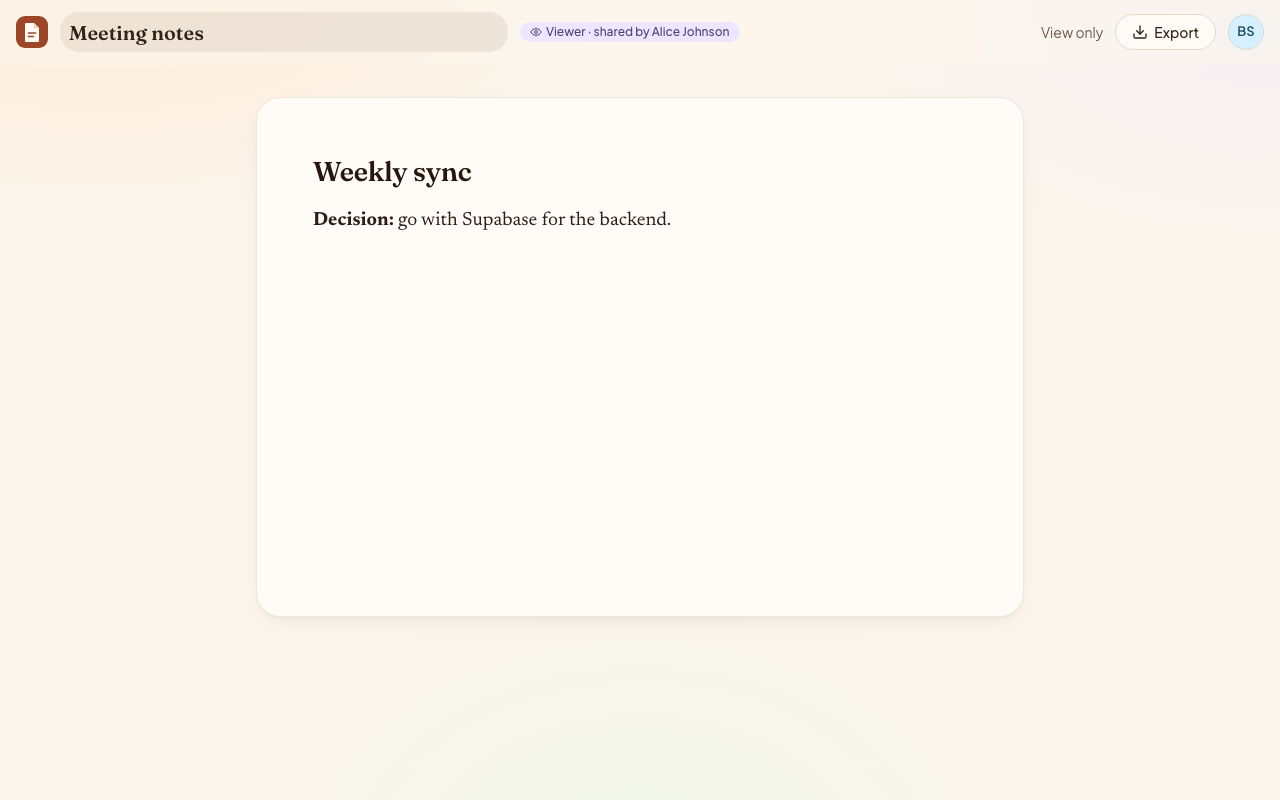 Meeting notes
Viewer · shared by Alice Johnson
View only
Export
BS
Weekly sync
Decision: go with Supabase for the backend.